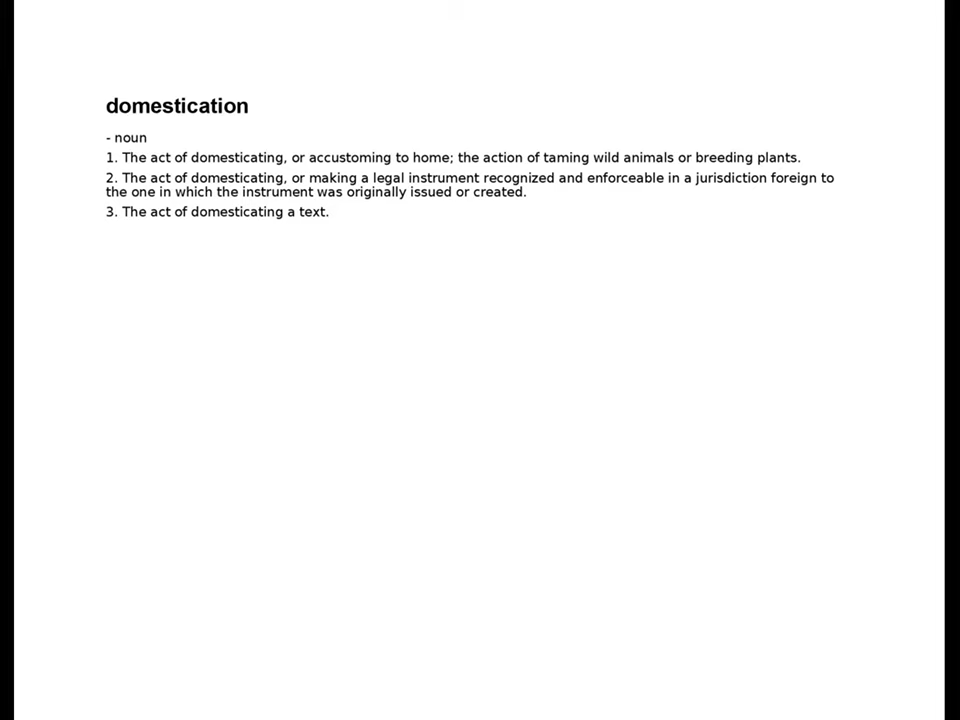 domestication
- noun
1. The act of domesticating, or accustoming to home; the action of taming wild animals or breeding plants.
2. The act of domesticating, or making a legal instrument recognized and enforceable in a jurisdiction foreign to
the one in which the instrument was originally issued or created.
3. The act of domesticating a text.